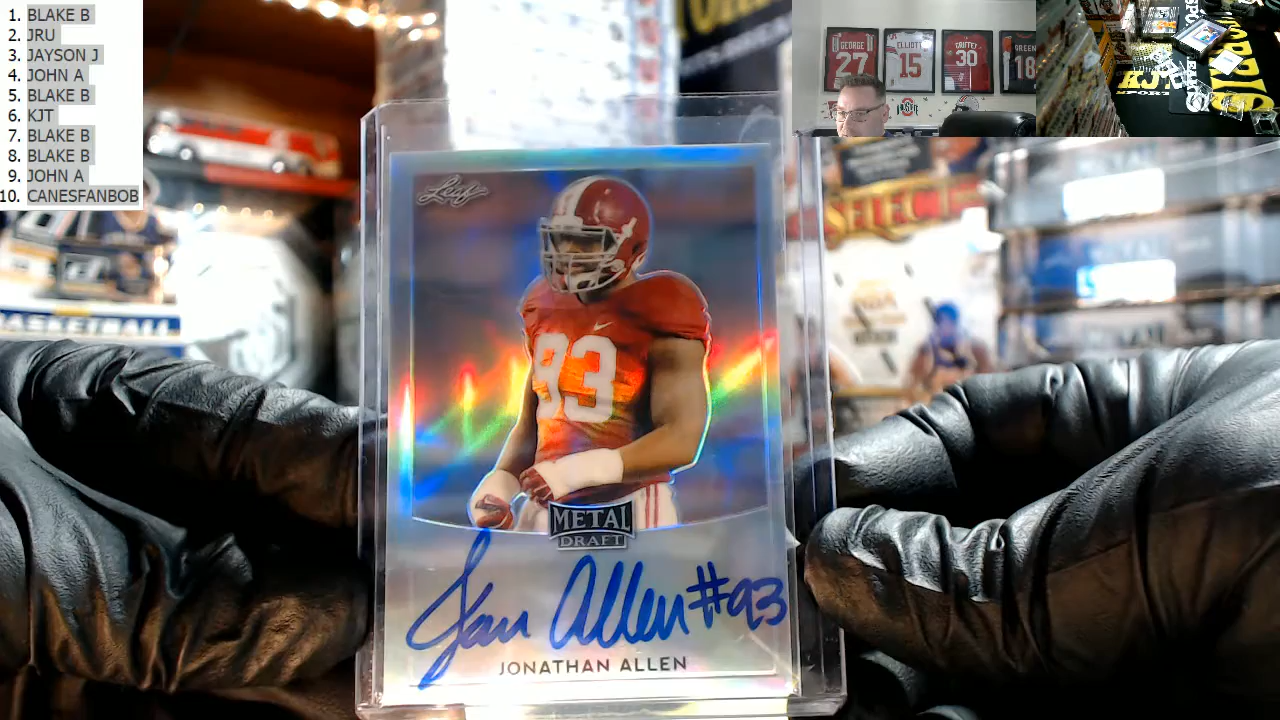 1. BLAKE B
2. JRU
3. JAYSON J
4. JOHN A
5. BLAKE B
6. KJT
7. BLAKE B
8. BLAKE B
9. JOHN A
10. CANESFANBOB
GEORGE
27
ELLIOTT
15
GRIFFEY
30
GREEN
18
KJT
SPORT
Leaf
93
SELECT
BASKETBALL
METAL
DRAFT
Jon Allen #93
JONATHAN ALLEN